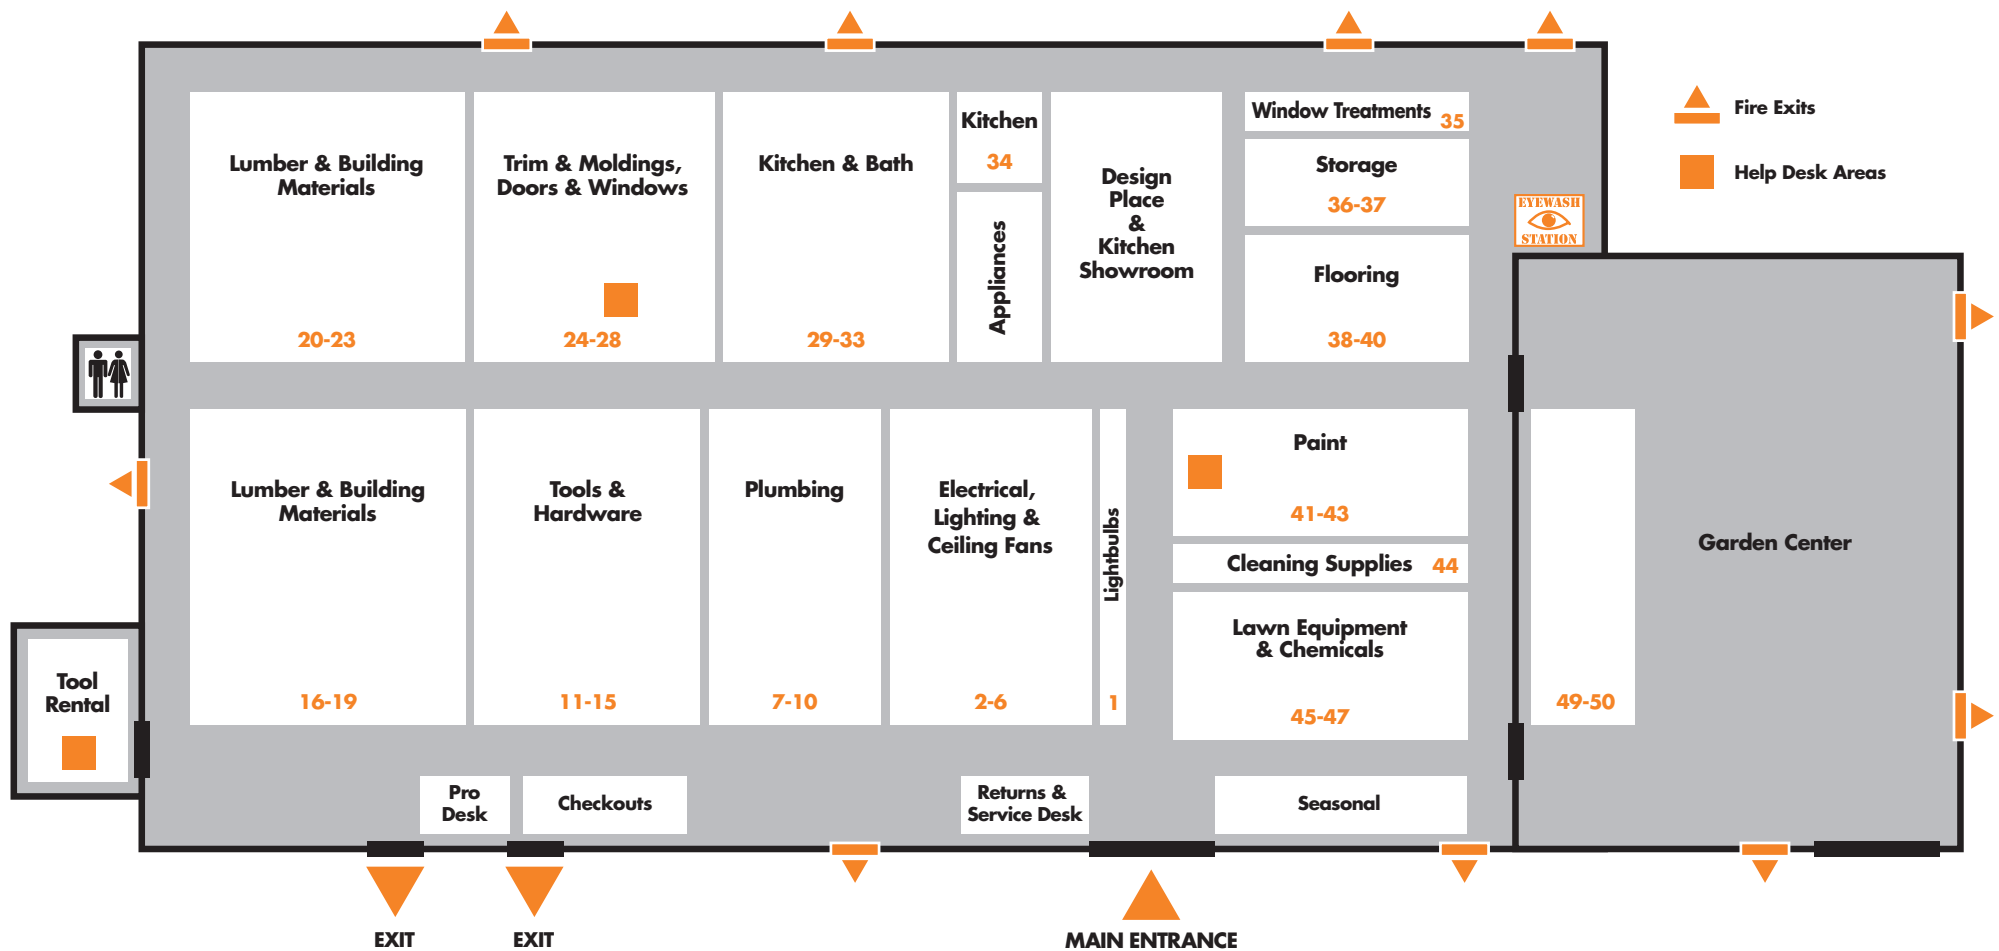 Lumber & Building
Materials
20-23
Trim & Moldings,
Doors & Windows
24-28
Kitchen & Bath
29-33
Kitchen
34
Appliances
Design
Place
&
Kitchen
Showroom
Window Treatments 35
Storage
36-37
Flooring
38-40
EYEWASH
STATION
Fire Exits
Help Desk Areas
Lumber & Building
Materials
16-19
Tools &
Hardware
11-15
Plumbing
7-10
Electrical,
Lighting &
Ceiling Fans
2-6
Lightbulbs
1
Paint
41-43
Cleaning Supplies 44
Lawn Equipment
& Chemicals
45-47
49-50
Garden Center
Tool
Rental
Pro
Desk
Checkouts
Returns &
Service Desk
Seasonal
EXIT
EXIT
MAIN ENTRANCE